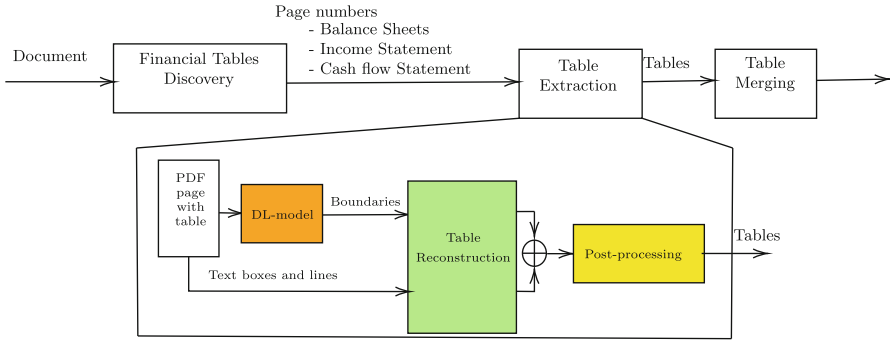 Page numbers
- Balance Sheets
- Income Statement
- Cash flow Statement
Document
Financial Tables
Discovery
Table
Extraction
Tables
Table
Merging
PDF
page
with
table
DL-model
Boundaries
Text boxes and lines
Table
Reconstruction
Post-processing
Tables